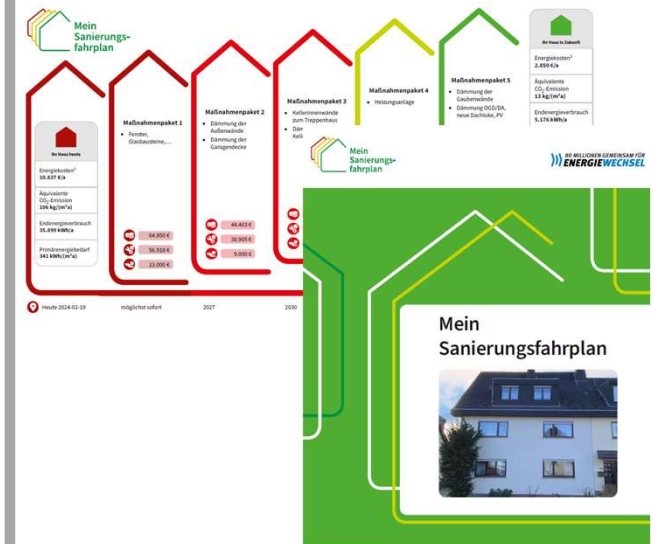 Mein
Sanierungs-
fahrplan
Ihr Haus heute
Energiekosten²
10.837 €/a
Äquivalente
CO₂-Emission
106 kg/(m²a)
Endenergieverbrauch
35.899 kWh/a
Primärenergiebedarf
341 kWh/(m²a)
Maßnahmenpaket 1
• Fenster,
Glasbausteine,…
64.950 €
56.918 €
13.000 €
Maßnahmenpaket 2
• Dämmung der
Außenwände
• Dämmung der
Garagendecke
44.463 €
38.905 €
9.000 €
Maßnahmenpaket 3
• Kellerinnenwände
zum Treppenhaus
Maßnahmenpaket 4
• Heizungsanlage
Maßnahmenpaket 5
• Dämmung der
Gaubenwände
• Dämmung OGD/DA,
neue Dachluke, PV
Ihr Haus in Zukunft
Energiekosten²
2.850 €/a
Äquivalente
CO₂-Emission
13 kg/(m²a)
Endenergieverbrauch
5.176 kWh/a
Heute 2024-02-19
möglichst sofort
2027
2030
Mein
Sanierungs-
fahrplan
80 MILLIONEN GEMEINSAM FÜR
ENERGIEWECHSEL
Mein
Sanierungsfahrplan